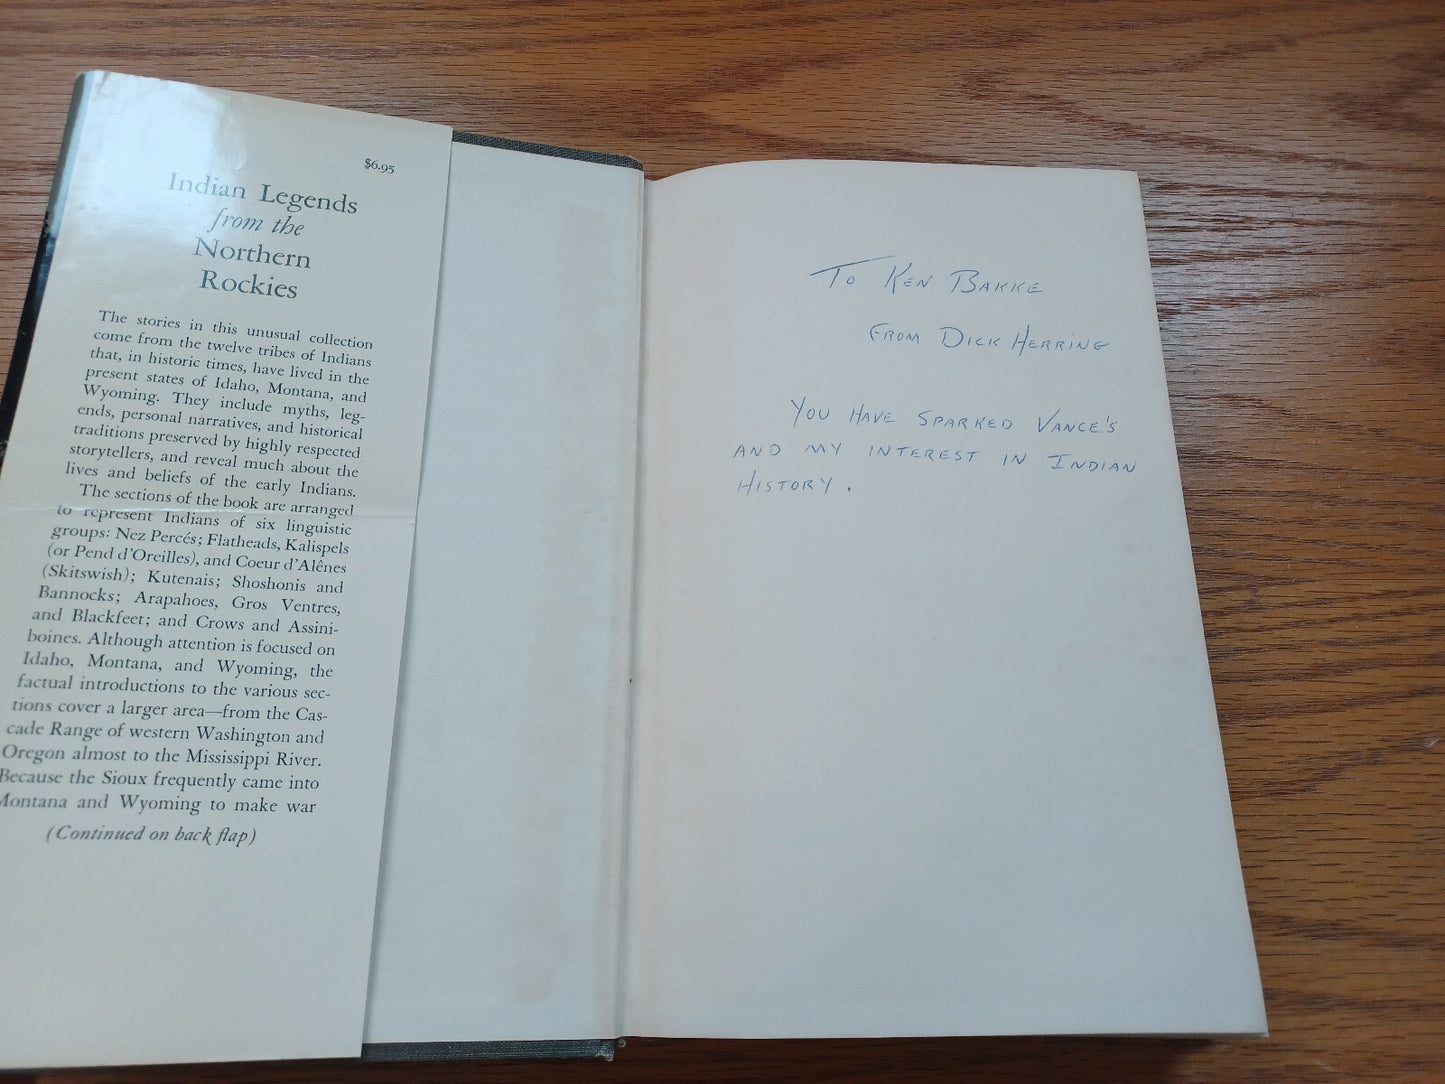 $6.95
Indian Legends
from the
Northern
Rockies
The stories in this unusual collection
come from the twelve tribes of Indians
that, in historic times, have lived in the
present states of Idaho, Montana, and
Wyoming. They include myths, leg-
ends, personal narratives, and historical
traditions preserved by highly respected
storytellers, and reveal much about the
lives and beliefs of the early Indians.
The sections of the book are arranged
to represent Indians of six linguistic
groups: Nez Percés; Flatheads, Kalispels
(or Pend d'Oreilles), and Coeur d'Alênes
(Skitswish); Kutenais; Shoshonis and
Bannocks; Arapahoes, Gros Ventres,
and Blackfeet; and Crows and Assini-
boines. Although attention is focused on
Idaho, Montana, and Wyoming, the
factual introductions to the various sec-
tions cover a larger area—from the Cas-
cade Range of western Washington and
Oregon almost to the Mississippi River.
Because the Sioux frequently came into
Montana and Wyoming to make war
(Continued on back flap)
TO KEN BAKKE
FROM DICK HERRING
YOU HAVE SPARKED VANCE'S
AND MY INTEREST IN INDIAN
HISTORY.